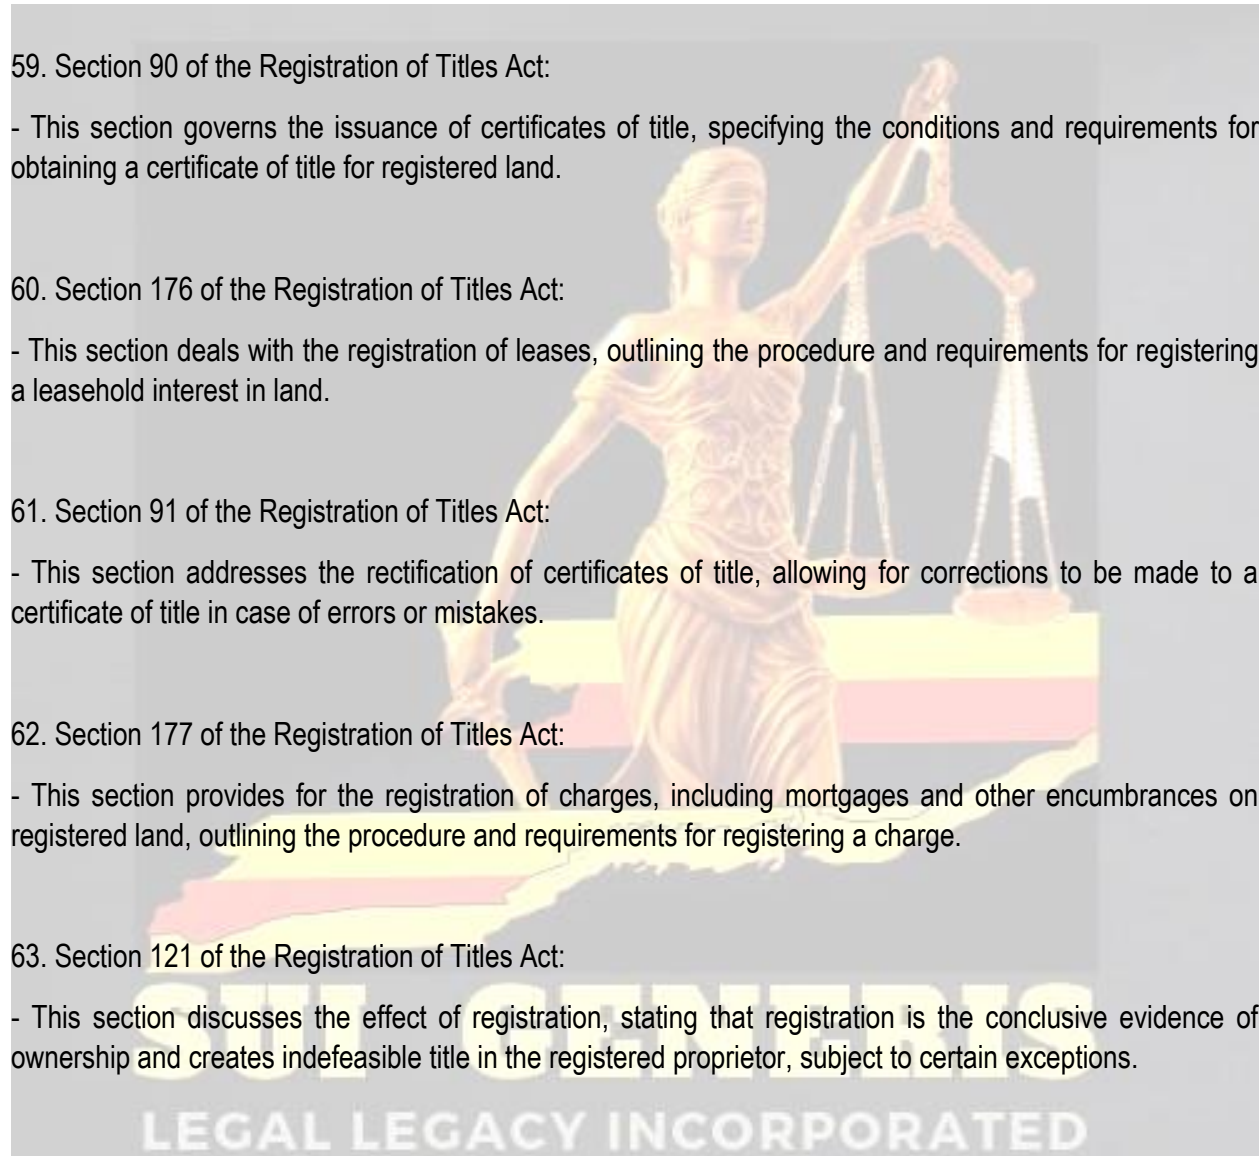 59. Section 90 of the Registration of Titles Act:
- This section governs the issuance of certificates of title, specifying the conditions and requirements for
obtaining a certificate of title for registered land.
60. Section 176 of the Registration of Titles Act:
- This section deals with the registration of leases, outlining the procedure and requirements for registering
a leasehold interest in land.
61. Section 91 of the Registration of Titles Act:
- This section addresses the rectification of certificates of title, allowing for corrections to be made to a
certificate of title in case of errors or mistakes.
62. Section 177 of the Registration of Titles Act:
- This section provides for the registration of charges, including mortgages and other encumbrances on
registered land, outlining the procedure and requirements for registering a charge.
63. Section 121 of the Registration of Titles Act:
- This section discusses the effect of registration, stating that registration is the conclusive evidence of
ownership and creates indefeasible title in the registered proprietor, subject to certain exceptions.
SUI GENERIS
LEGAL LEGACY INCORPORATED